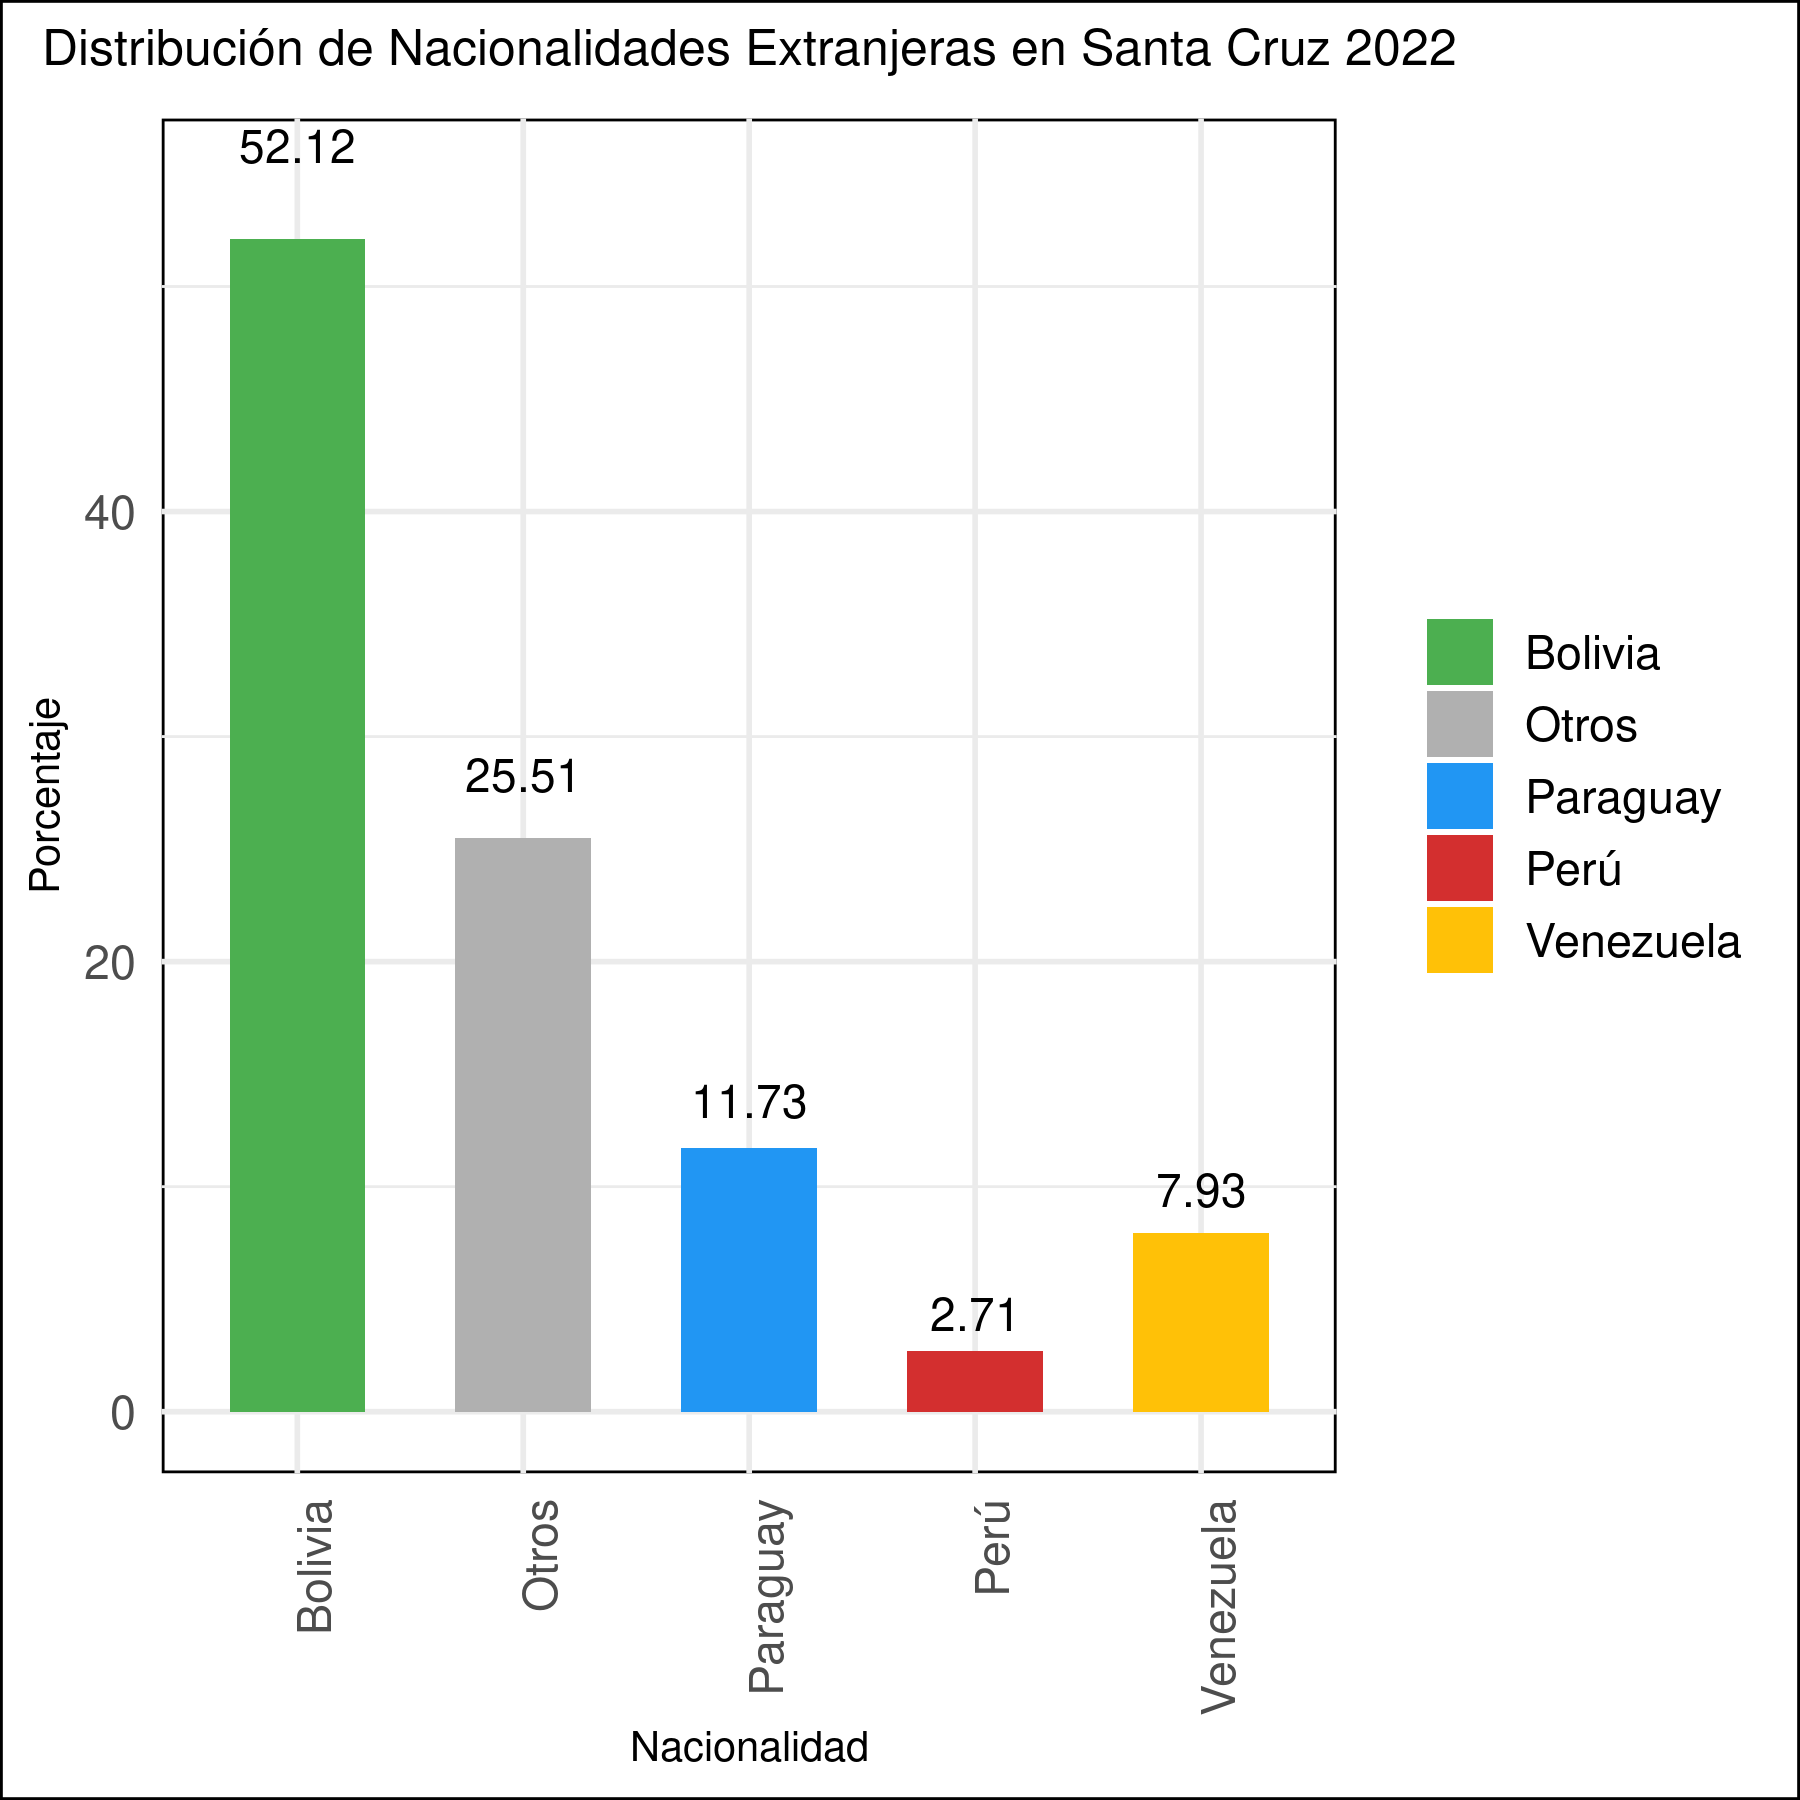 Distribución de Nacionalidades Extranjeras en Santa Cruz 2022
52.12
25.51
11.73
2.71
7.93
40
20
0
Porcentaje
Bolivia
Otros
Paraguay
Perú
Venezuela
Nacionalidad
Bolivia
Otros
Paraguay
Perú
Venezuela